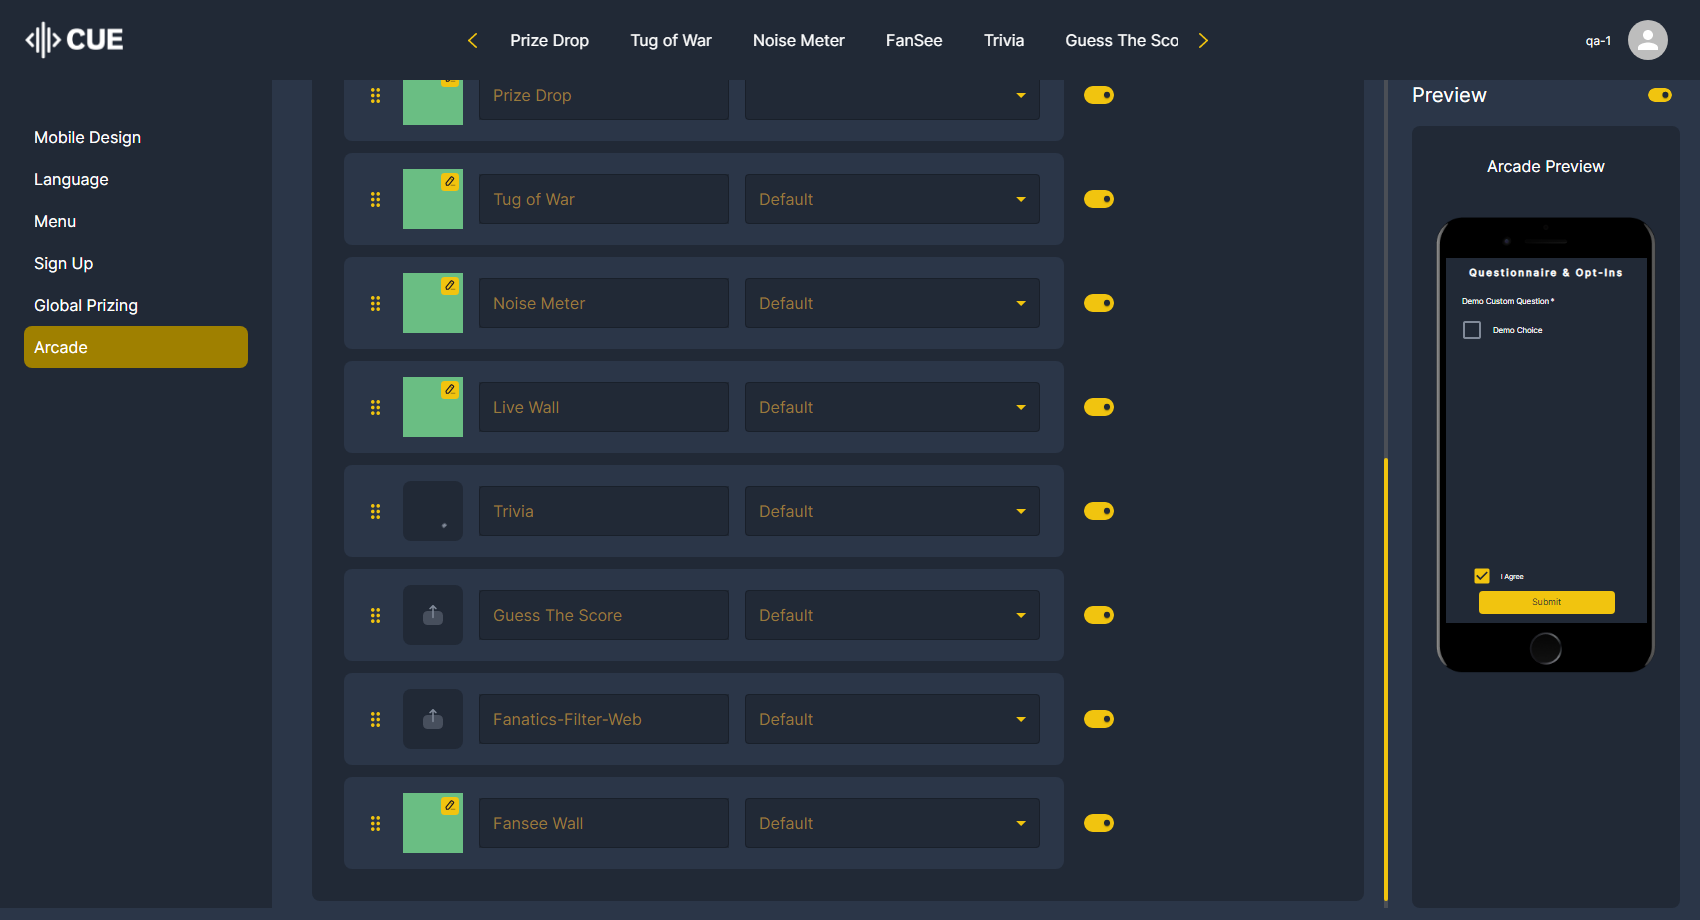 CUE
Prize Drop
Tug of War
Noise Meter
FanSee
Trivia
Guess The Sco
qa-1
Mobile Design
Language
Menu
Sign Up
Global Prizing
Arcade
Prize Drop
Tug of War
Default
Noise Meter
Default
Live Wall
Default
Trivia
Default
Guess The Score
Default
Fanatics-Filter-Web
Default
Fansee Wall
Default
Preview
Arcade Preview
Questionnaire & Opt-Ins
Demo Custom Question *
Demo Choice
I Agree
Submit